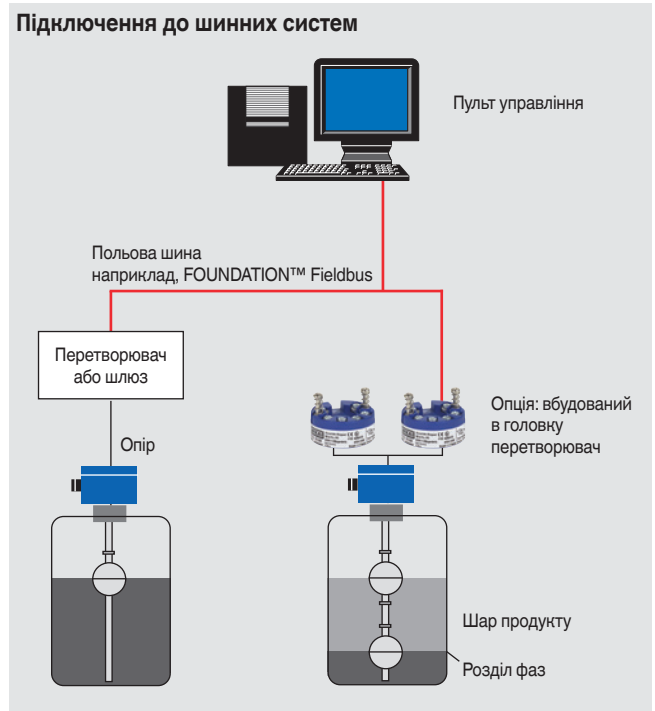 Підключення до шинних систем
Пульт управління
Польова шина
наприклад, FOUNDATION™ Fieldbus
Перетворювач
або шлюз
Опір
Опція: вбудований
в головку
перетворювач
Шар продукту
Розділ фаз